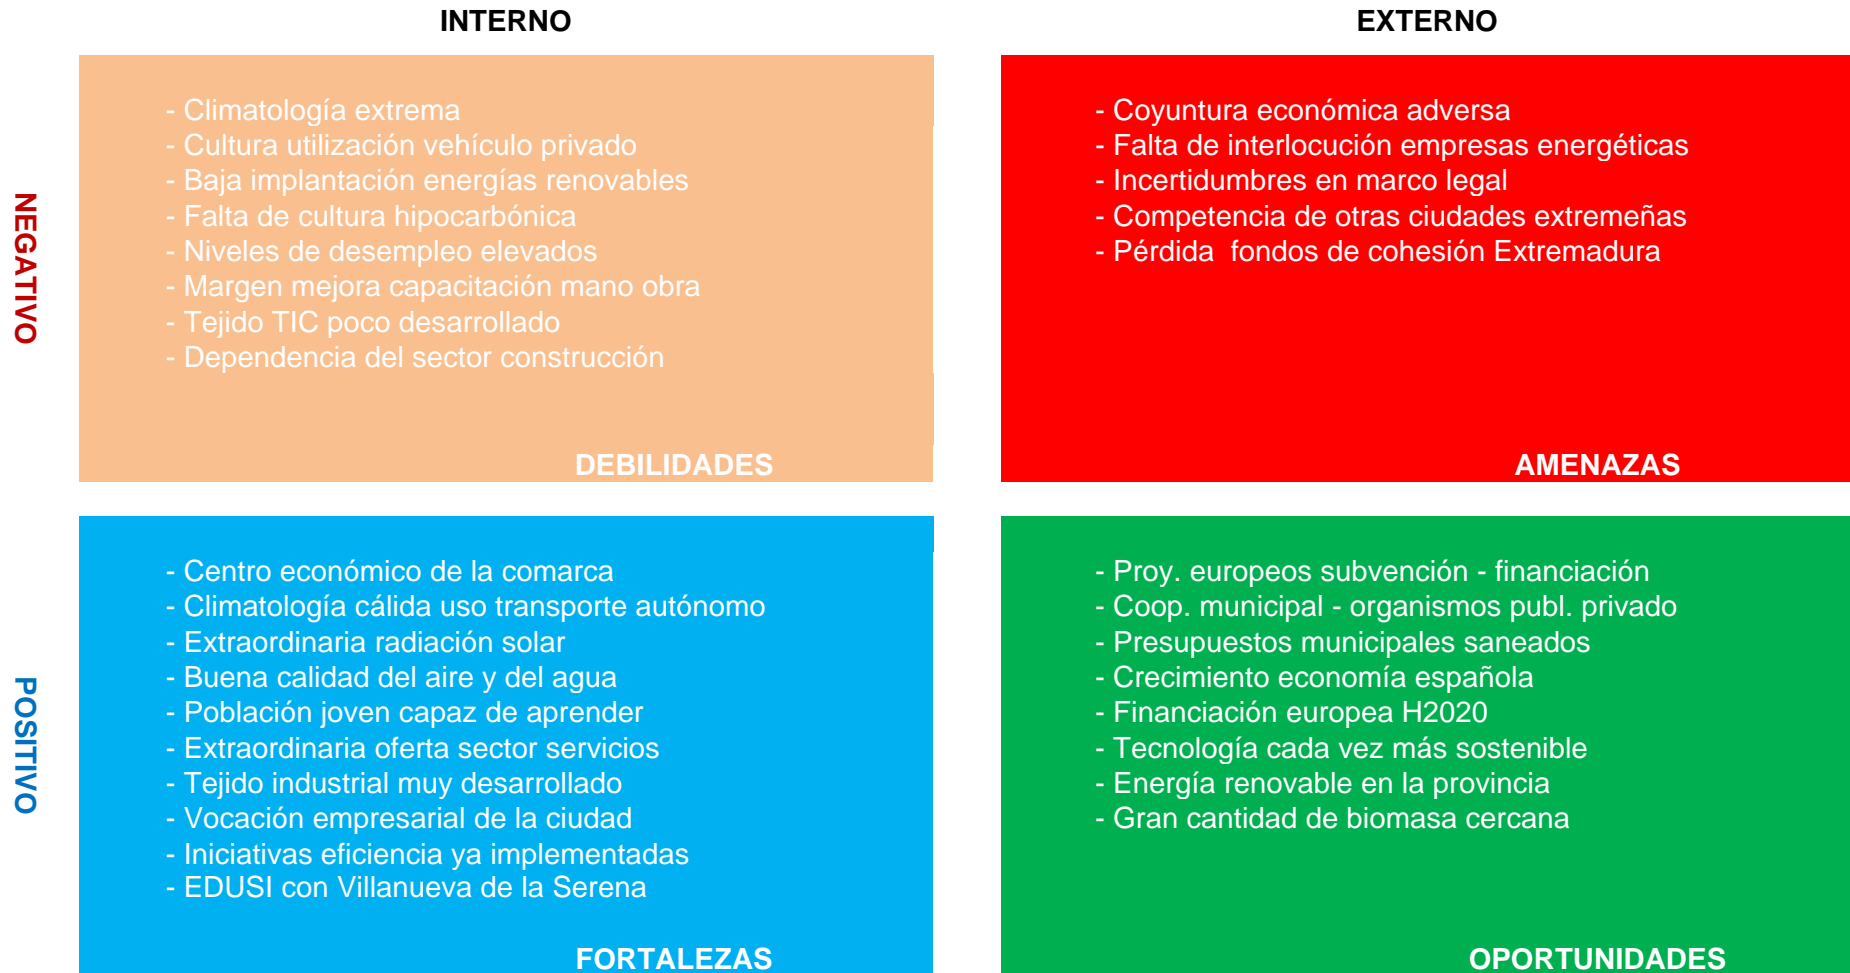 INTERNO
EXTERNO
NEGATIVO
- Climatología extrema
- Cultura utilización vehículo privado
- Baja implantación energías renovables
- Falta de cultura hipocarbónica
- Niveles de desempleo elevados
- Margen mejora capacitación mano obra
- Tejido TIC poco desarrollado
- Dependencia del sector construcción
DEBILIDADES
- Coyuntura económica adversa
- Falta de interlocución empresas energéticas
- Incertidumbres en marco legal
- Competencia de otras ciudades extremeñas
- Pérdida  fondos de cohesión Extremadura
AMENAZAS
POSITIVO
- Centro económico de la comarca
- Climatología cálida uso transporte autónomo
- Extraordinaria radiación solar
- Buena calidad del aire y del agua
- Población joven capaz de aprender
- Extraordinaria oferta sector servicios
- Tejido industrial muy desarrollado
- Vocación empresarial de la ciudad
- Iniciativas eficiencia ya implementadas
- EDUSI con Villanueva de la Serena
FORTALEZAS
- Proy. europeos subvención - financiación
- Coop. municipal - organismos publ. privado
- Presupuestos municipales saneados
- Crecimiento economía española
- Financiación europea H2020
- Tecnología cada vez más sostenible
- Energía renovable en la provincia
- Gran cantidad de biomasa cercana
OPORTUNIDADES